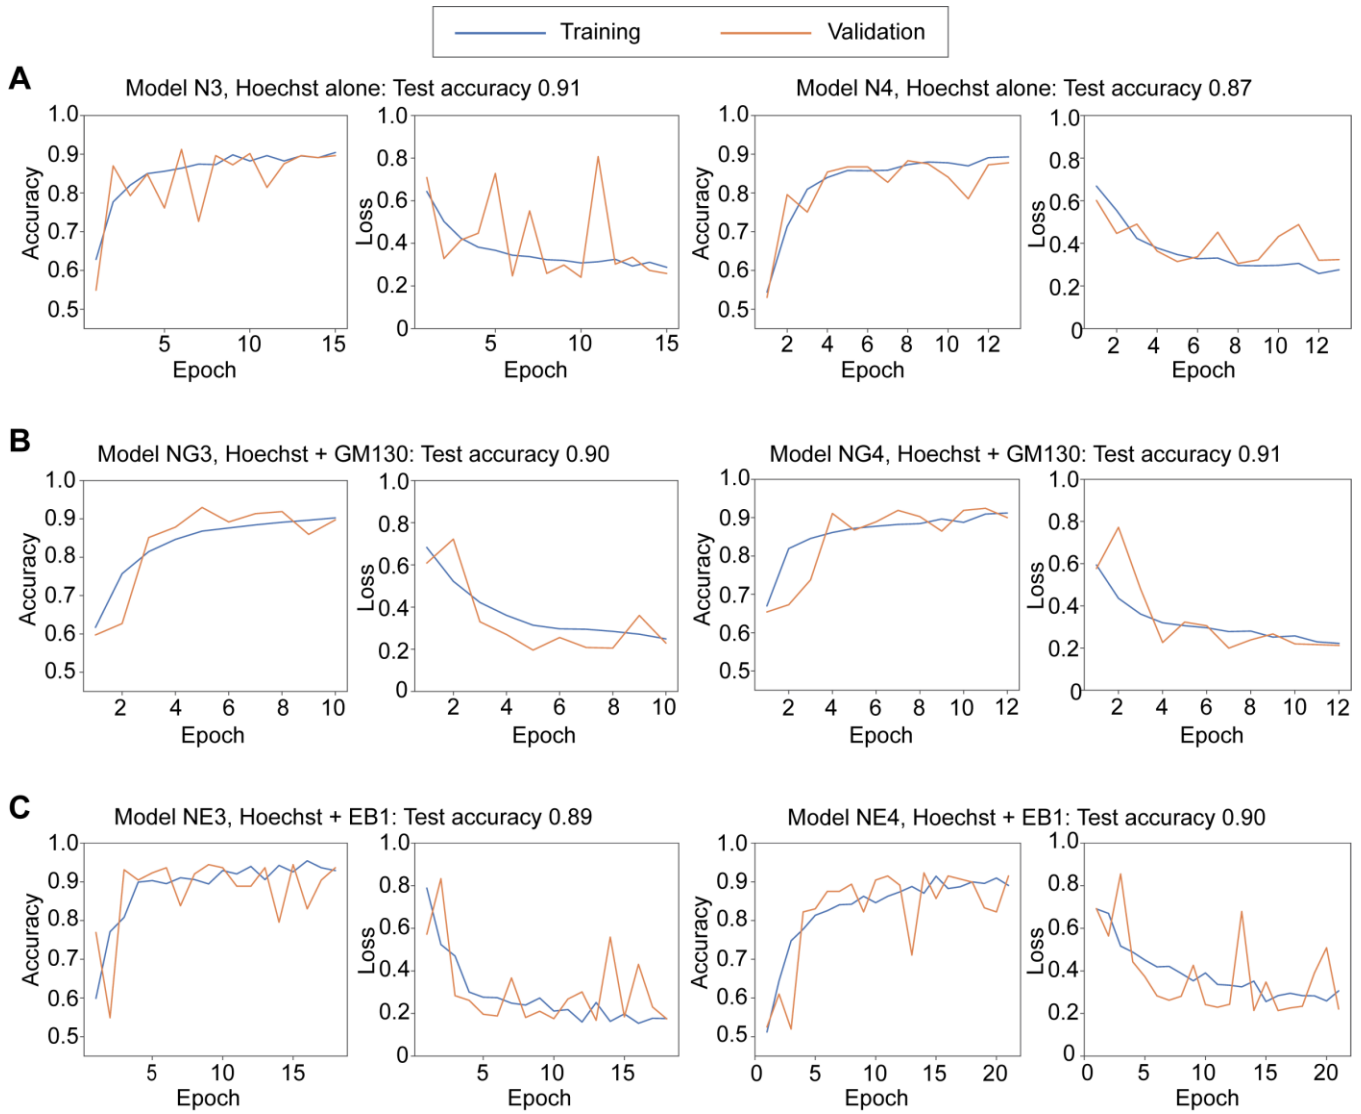 Training Validation
A
Model N3, Hoechst alone: Test accuracy 0.91
Model N4, Hoechst alone: Test accuracy 0.87
Accuracy
1.0
0.9
0.8
0.7
0.6
0.5
5 10 15
Epoch
Loss
1.0
0.8
0.6
0.4
0.2
0
5 10 15
Epoch
Accuracy
1.0
0.9
0.8
0.7
0.6
0.5
2 4 6 8 10 12
Epoch
Loss
1.0
0.8
0.6
0.4
0.2
0
2 4 6 8 10 12
Epoch
B
Model NG3, Hoechst + GM130: Test accuracy 0.90
Model NG4, Hoechst + GM130: Test accuracy 0.91
Accuracy
1.0
0.9
0.8
0.7
0.6
0.5
2 4 6 8 10
Epoch
Loss
1.0
0.8
0.6
0.4
0.2
0
2 4 6 8 10
Epoch
Accuracy
1.0
0.9
0.8
0.7
0.6
0.5
2 4 6 8 10 12
Epoch
Loss
1.0
0.8
0.6
0.4
0.2
0
2 4 6 8 10 12
Epoch
C
Model NE3, Hoechst + EB1: Test accuracy 0.89
Model NE4, Hoechst + EB1: Test accuracy 0.90
Accuracy
1.0
0.9
0.8
0.7
0.6
0.5
5 10 15
Epoch
Loss
1.0
0.8
0.6
0.4
0.2
0
5 10 15
Epoch
Accuracy
1.0
0.9
0.8
0.7
0.6
0.5
0 5 10 15 20
Epoch
Loss
1.0
0.8
0.6
0.4
0.2
0
0 5 10 15 20
Epoch